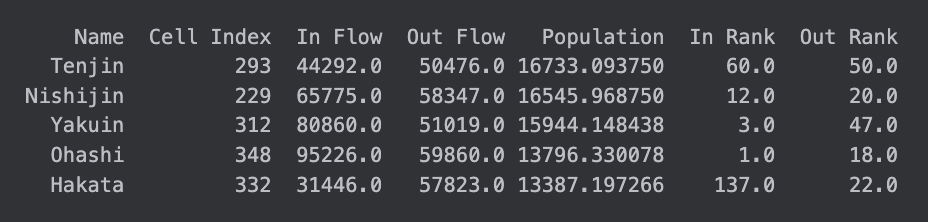 Name Cell Index In Flow Out Flow Population In Rank Out Rank
Tenjin 293 44292.0 50476.0 16733.093750 60.0 50.0
Nishijin 229 65775.0 58347.0 16545.968750 12.0 20.0
Yakuin 312 80860.0 51019.0 15944.148438 3.0 47.0
Ohashi 348 95226.0 59860.0 13796.330078 1.0 18.0
Hakata 332 31446.0 57823.0 13387.197266 137.0 22.0